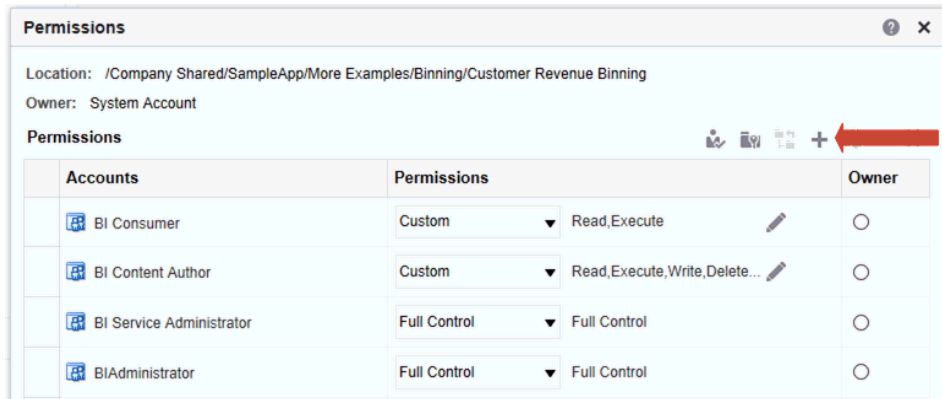 Permissions
Location: /Company Shared/SampleApp/More Examples/Binning/Customer Revenue Binning
Owner: System Account
Permissions
Accounts Permissions Owner
BI Consumer Custom Read,Execute
BI Content Author Custom Read,Execute,Write,Delete...
BI Service Administrator Full Control Full Control
BIAdministrator Full Control Full Control